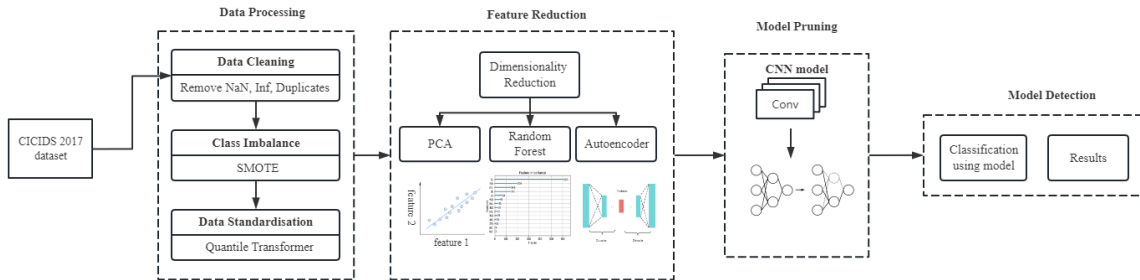 Data Processing
Feature Reduction
Model Pruning
Model Detection
CICIDS 2017
dataset
Data Cleaning
Remove NaN, Inf, Duplicates
Class Imbalance
SMOTE
Data Standardisation
Quantile Transformer
Dimensionality
Reduction
PCA
Random
Forest
Autoencoder
feature 2
feature 1
CNN model
Conv
Classification
using model
Results